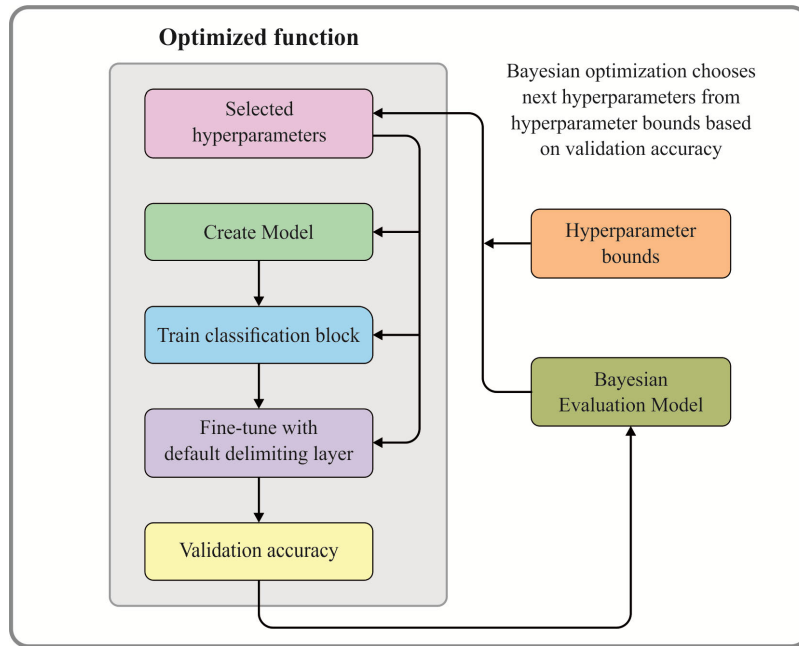 Optimized function
Selected
hyperparameters
Create Model
Train classification block
Fine-tune with
default delimiting layer
Validation accuracy
Bayesian optimization chooses
next hyperparameters from
hyperparameter bounds based
on validation accuracy
Hyperparameter
bounds
Bayesian
Evaluation Model